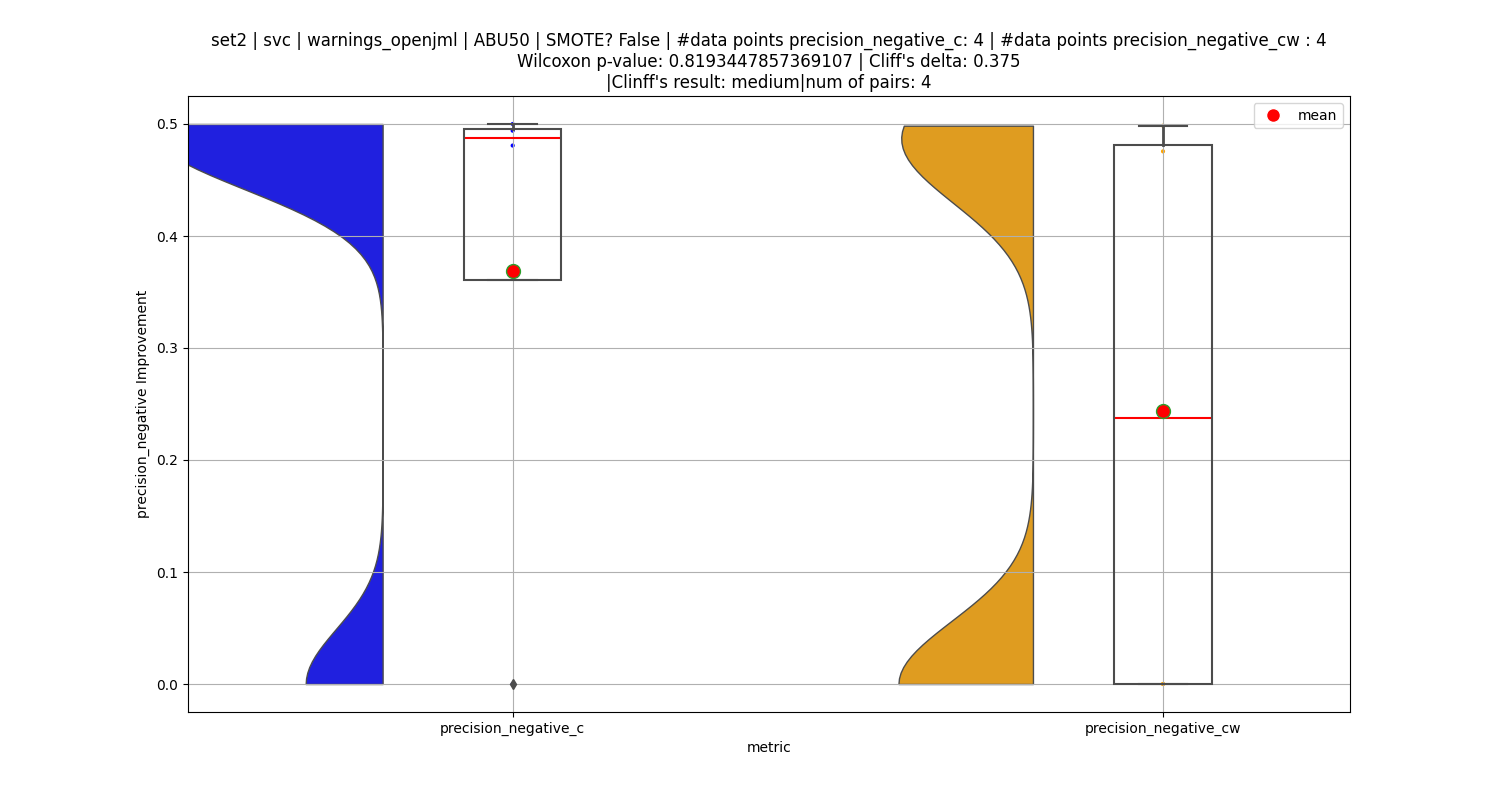 set2 | svc | warnings_openjml | ABU50 | SMOTE? False | #data points precision_negative_c: 4 | #data points precision_negative_cw : 4
Wilcoxon p-value: 0.8193447857369107 | Cliff's delta: 0.375
|Clinff's result: medium|num of pairs: 4
mean
0.5
0.4
0.3
0.2
0.1
0.0
precision_negative Improvement
precision_negative_c
precision_negative_cw
metric